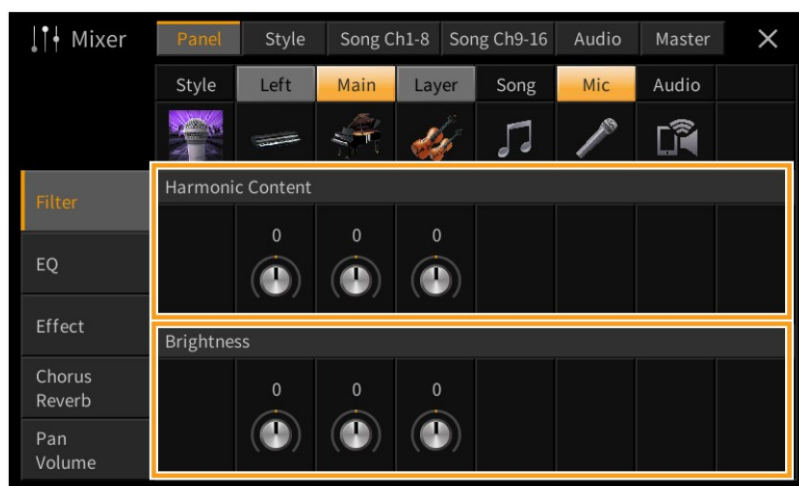 Mixer
Panel Style Song Ch1-8 Song Ch9-16 Audio Master
Style Left Main Layer Song Mic Audio
Filter
Harmonic Content
0 0 0
EQ
Effect
Brightness
Chorus
Reverb
0 0 0
Pan
Volume